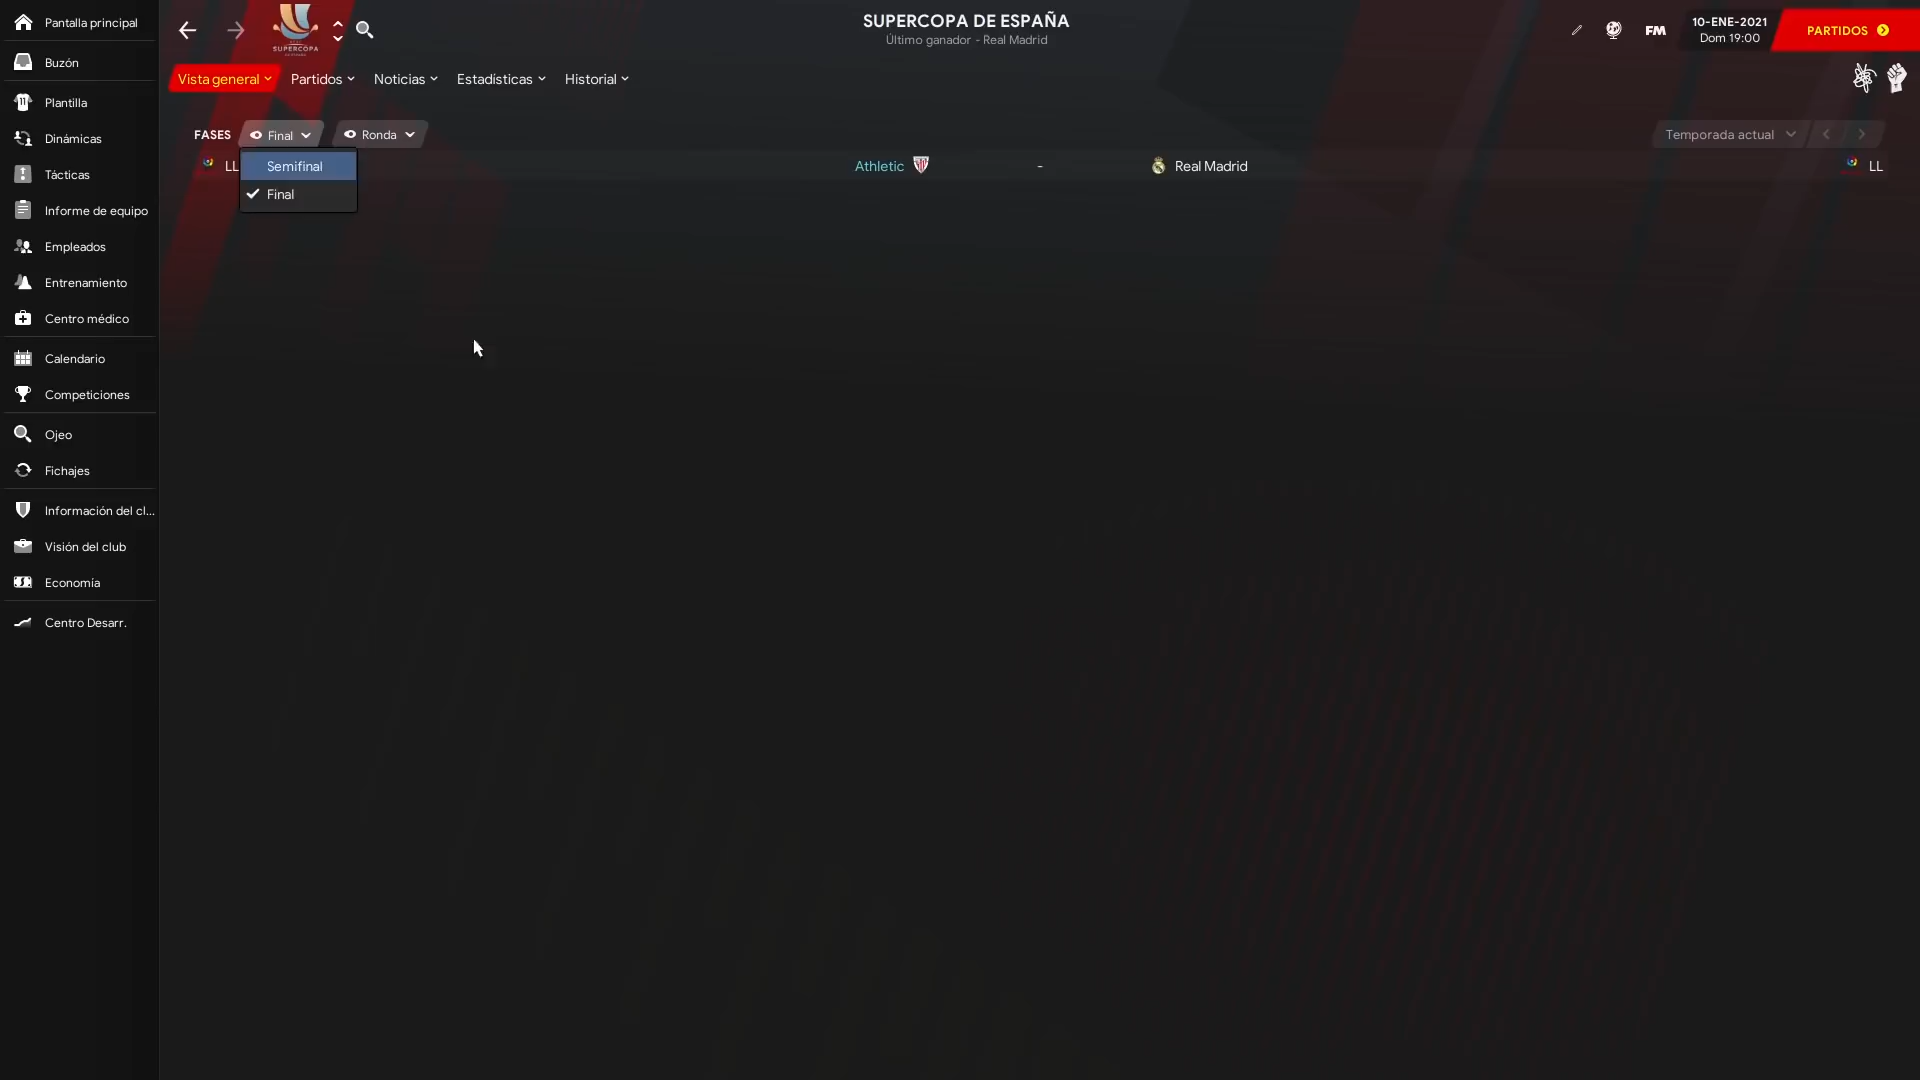 Pantalla principal
Buzón
Plantilla
Dinámicas
Tácticas
Informe de equipo
Empleados
Entrenamiento
Centro médico
Calendario
Competiciones
Ojeo
Fichajes
Información del cl...
Visión del club
Economía
Centro Desarr.
SUPERCOPA
SUPERCOPA DE ESPAÑA
Último ganador - Real Madrid
FM
10-ENE-2021
Dom 19:00
PARTIDOS
Vista general
Partidos
Noticias
Estadísticas
Historial
FASES
Final
Ronda
Temporada actual
LL
Semifinal
Final
Athletic
-
Real Madrid
LL